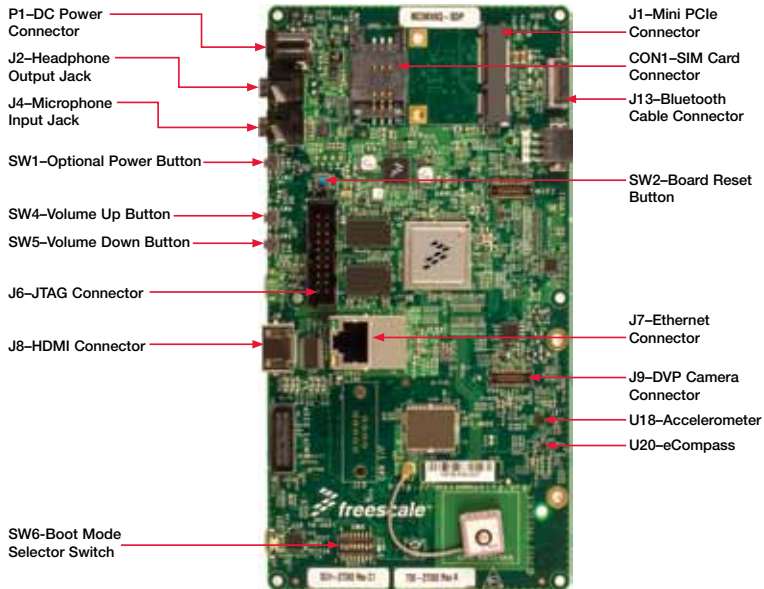 P1–DC Power
Connector
J2–Headphone
Output Jack
J4–Microphone
Input Jack
SW1–Optional Power Button
SW4–Volume Up Button
SW5–Volume Down Button
J6–JTAG Connector
J8–HDMI Connector
SW6-Boot Mode
Selector Switch
J1–Mini PCIe
Connector
CON1–SIM Card
Connector
J13–Bluetooth
Cable Connector
SW2–Board Reset
Button
J7–Ethernet
Connector
J9–DVP Camera
Connector
U18–Accelerometer
U20–eCompass
freescale